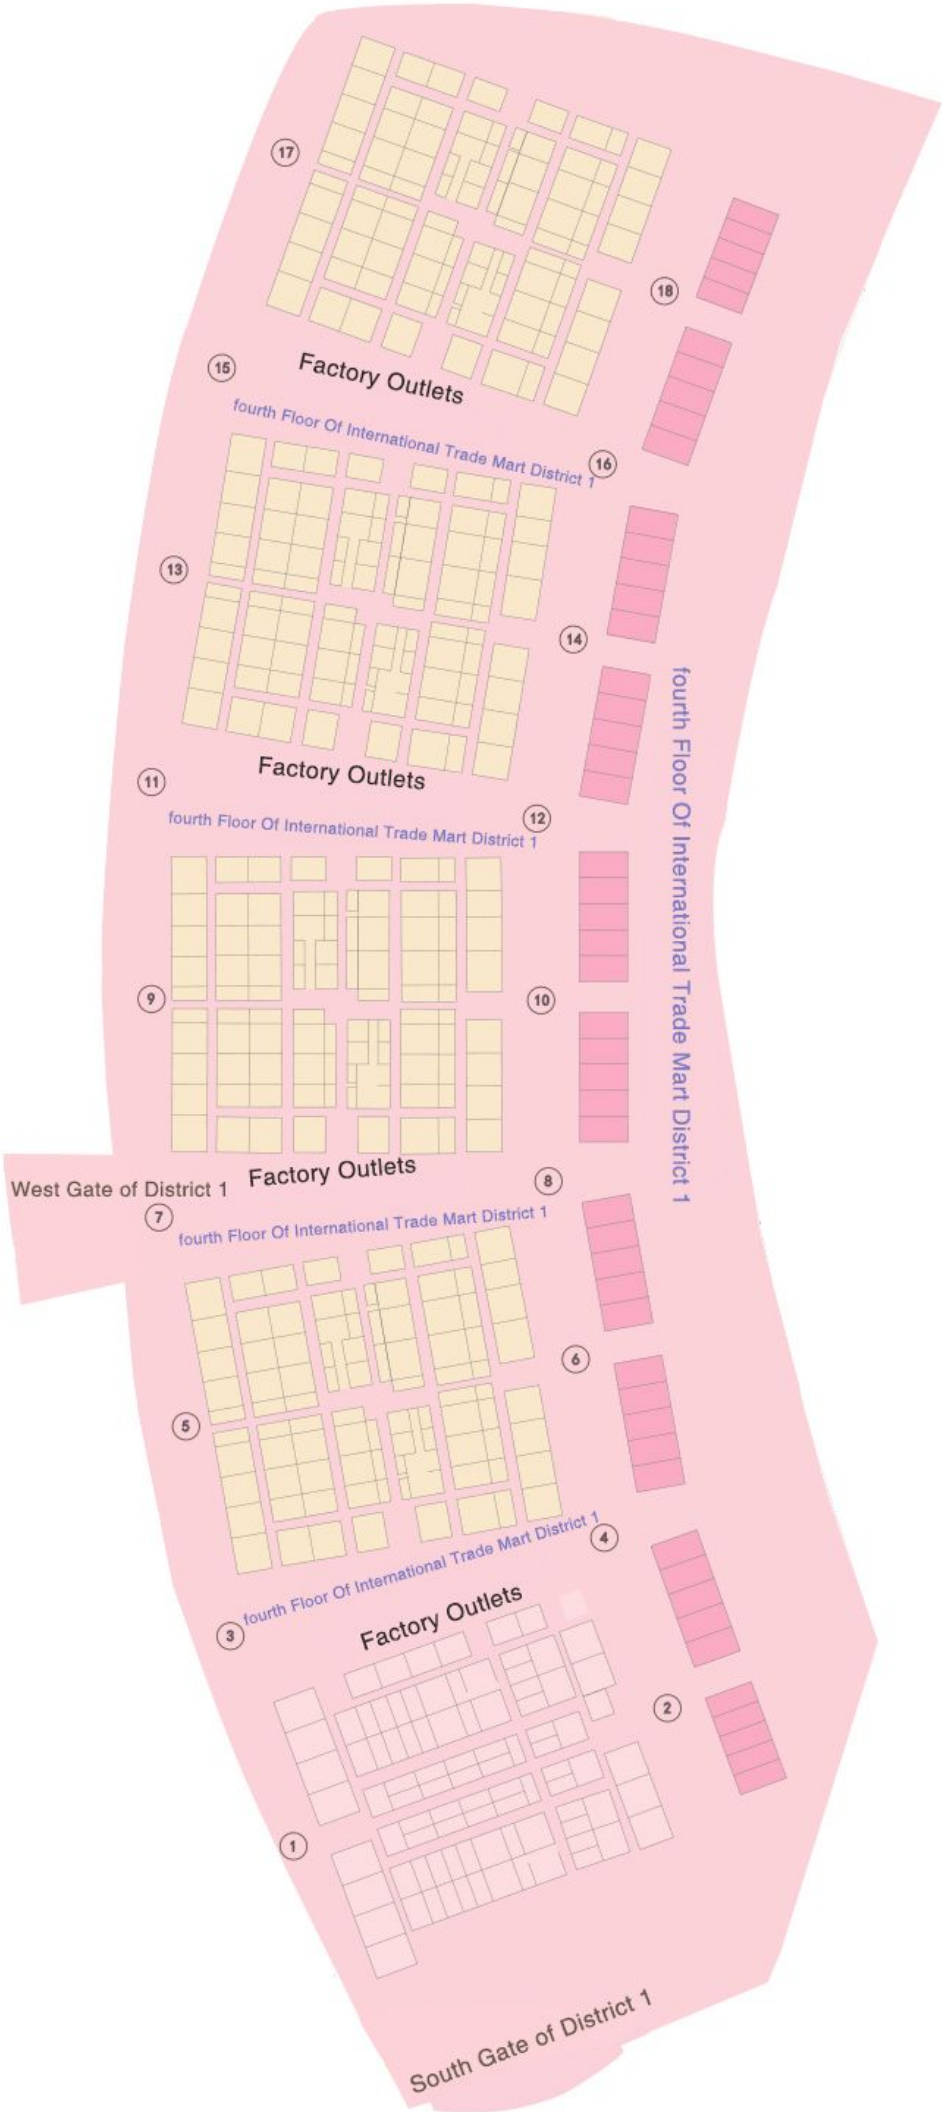 17
18
15
Factory Outlets
fourth Floor Of International Trade Mart District 1
16
13
14
Factory Outlets
11
12
fourth Floor Of International Trade Mart District 1
fourth Floor Of International Trade Mart District 1
9
10
Factory Outlets
West Gate of District 1
8
7
fourth Floor Of International Trade Mart District 1
6
5
fourth Floor Of International Trade Mart District 1
4
3
Factory Outlets
2
1
South Gate of District 1